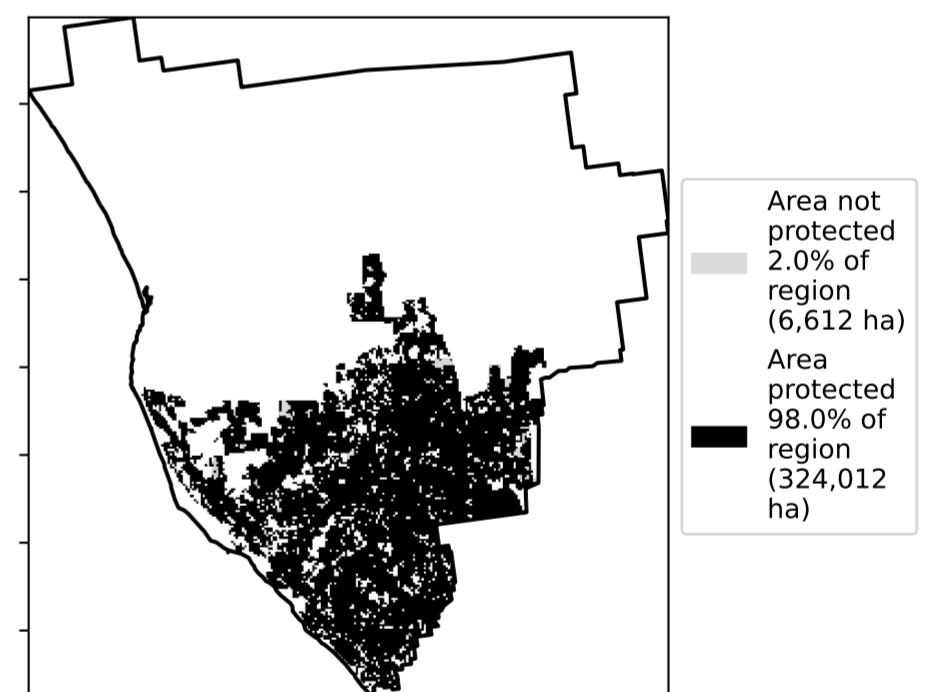 Area not
protected
2.0% of
region
(6,612 ha)
Area
protected
98.0% of
region
(324,012
ha)